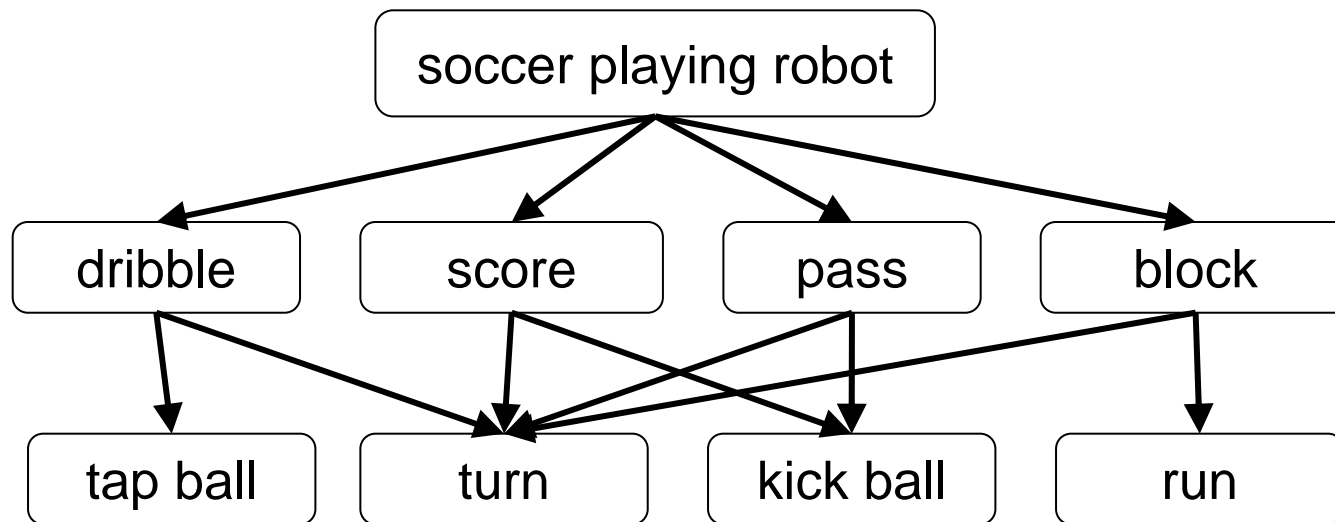 soccer playing robot
dribble
score
pass
block
tap ball
turn
kick ball
run